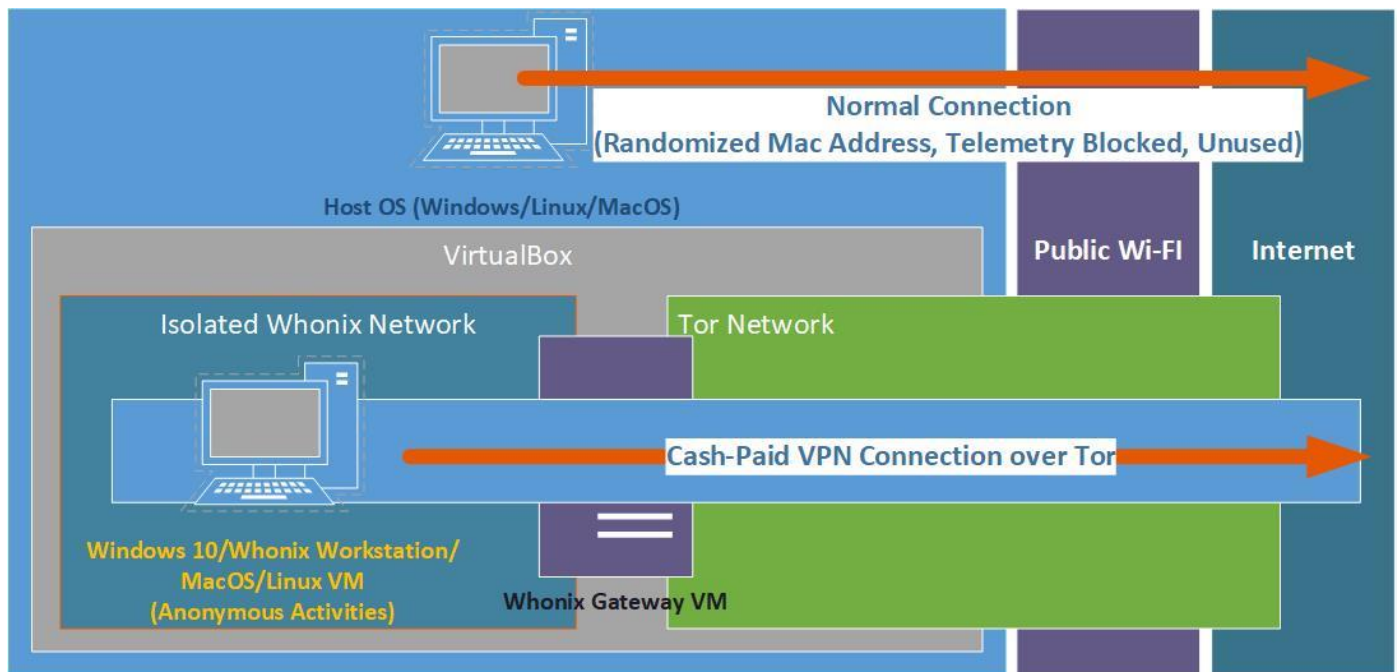 Normal Connection
(Randomized Mac Address, Telemetry Blocked, Unused)
Host OS (Windows/Linux/MacOS)
VirtualBox
Public Wi-FI
Internet
Isolated Whonix Network
Tor Network
Cash-Paid VPN Connection over Tor
Windows 10/Whonix Workstation/
MacOS/Linux VM
(Anonymous Activities)
Whonix Gateway VM